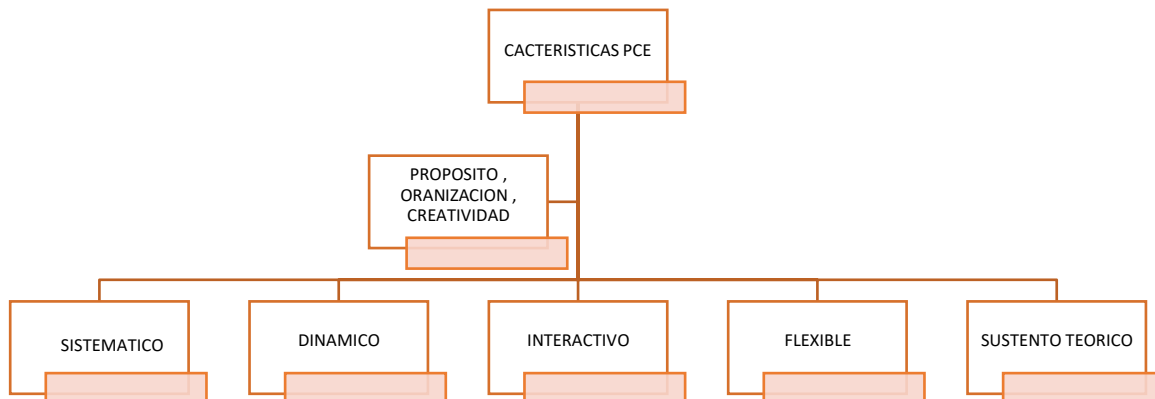 CACTERISTICAS PCE
PROPOSITO ,
ORANIZACION ,
CREATIVIDAD
SISTEMATICO
DINAMICO
INTERACTIVO
FLEXIBLE
SUSTENTO TEORICO